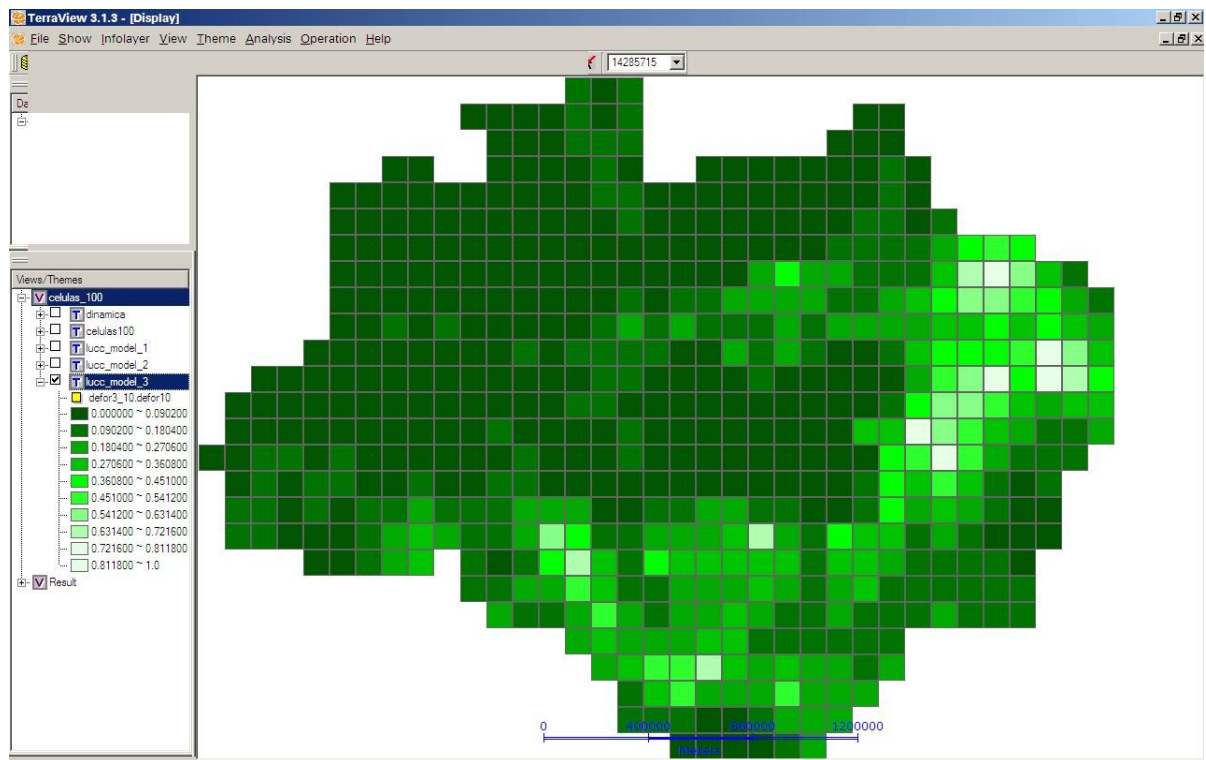 TerraView 3.1.3 - [Display]
File Show Infolayer View Theme Analysis Operation Help
14285715
Da
Views/Themes
celulas_100
dinamica
celulas100
lucc_model_1
lucc_model_2
lucc_model_3
defor3_10.defor10
0.000000 ~ 0.090200
0.090200 ~ 0.180400
0.180400 ~ 0.270600
0.270600 ~ 0.360800
0.360800 ~ 0.451000
0.451000 ~ 0.541200
0.541200 ~ 0.631400
0.631400 ~ 0.721600
0.721600 ~ 0.811800
0.811800 ~ 1.0
Result
0 400000 800000 1200000
Meters